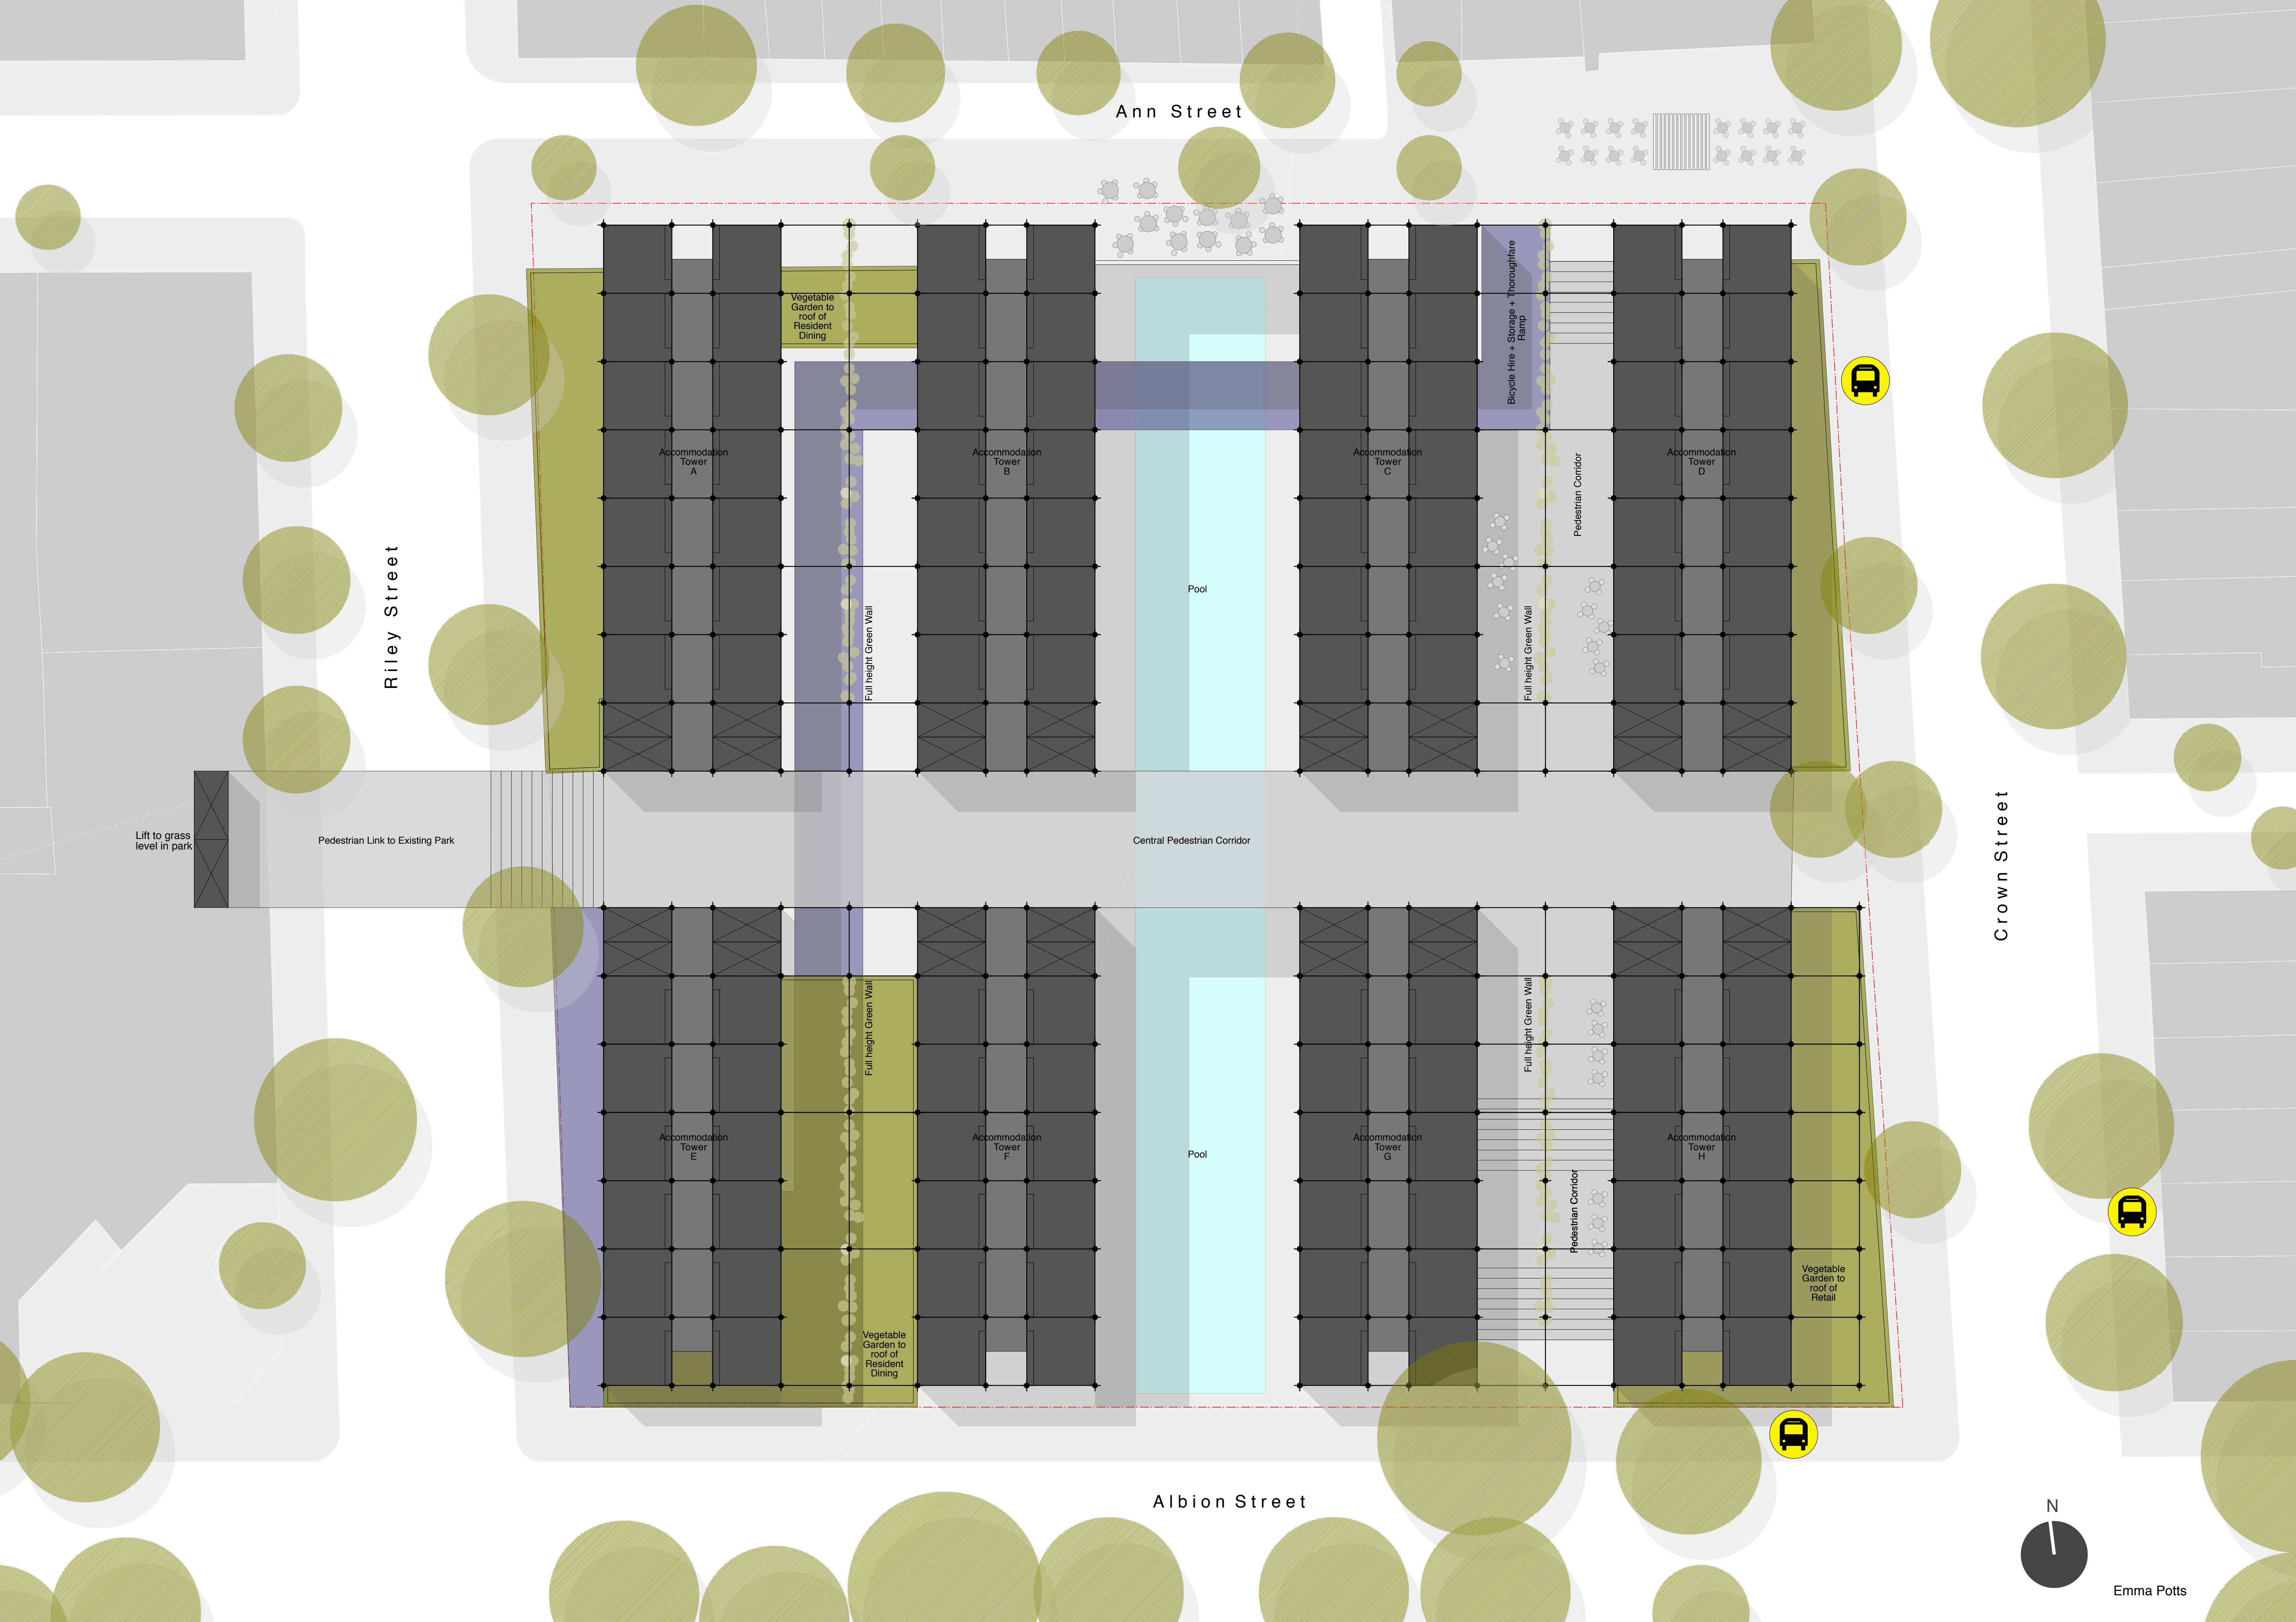 Ann Street
Vegetable
Garden to
roof of
Resident
Dining
Bicycle Hire + Storage + Thoroughfare
Ramp
Accommodation
Tower
A
Accommodation
Tower
B
Accommodation
Tower
C
Accommodation
Tower
D
Pedestrian Corridor
Riley Street
Pool
Full height Green Wall
Full height Green Wall
Lift to grass
level in park
Pedestrian Link to Existing Park
Central Pedestrian Corridor
Crown Street
Full height Green Wall
Full height Green Wall
Accommodation
Tower
E
Accommodation
Tower
F
Pool
Accommodation
Tower
G
Accommodation
Tower
H
Pedestrian Corridor
Vegetable
Garden to
roof of
Retail
Vegetable
Garden to
roof of
Resident
Dining
Albion Street
N
Emma Potts